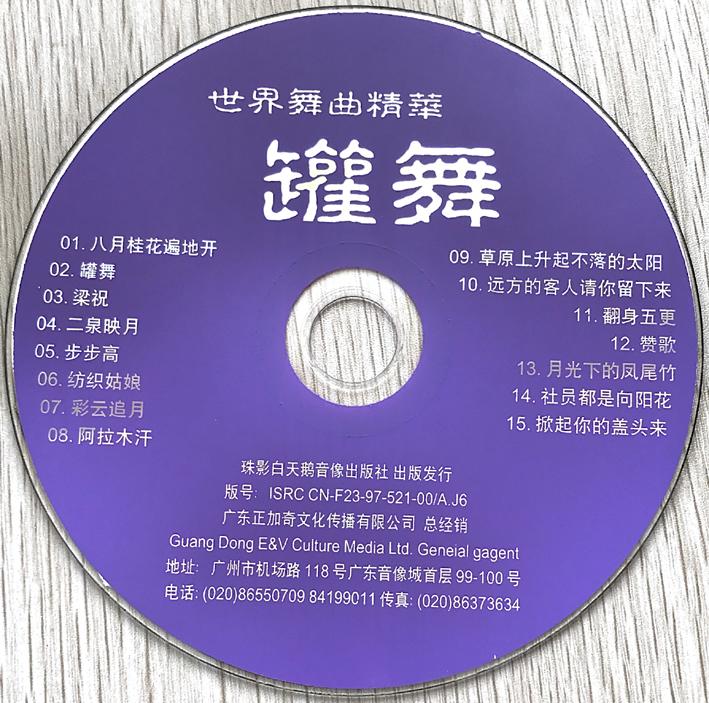 世界舞曲精華
罐舞
01. 八月桂花遍地开
02. 罐舞
03. 梁祝
04. 二泉映月
05. 步步高
06. 纺织姑娘
07. 彩云追月
08. 阿拉木汗
09. 草原上升起不落的太阳
10. 远方的客人请你留下来
11. 翻身五更
12. 赞歌
13. 月光下的凤尾竹
14. 社员都是向阳花
15. 掀起你的盖头来
珠影白天鹅音像出版社 出版发行
版号: ISRC CN-F23-97-521-00/A.J6
广东正加奇文化传播有限公司 总经销
Guang Dong E&V Culture Media Ltd. Geneial gagent
地址: 广州市机场路 118 号广东音像城首层 99-100 号
电话: (020)86550709 84199011 传真: (020)86373634